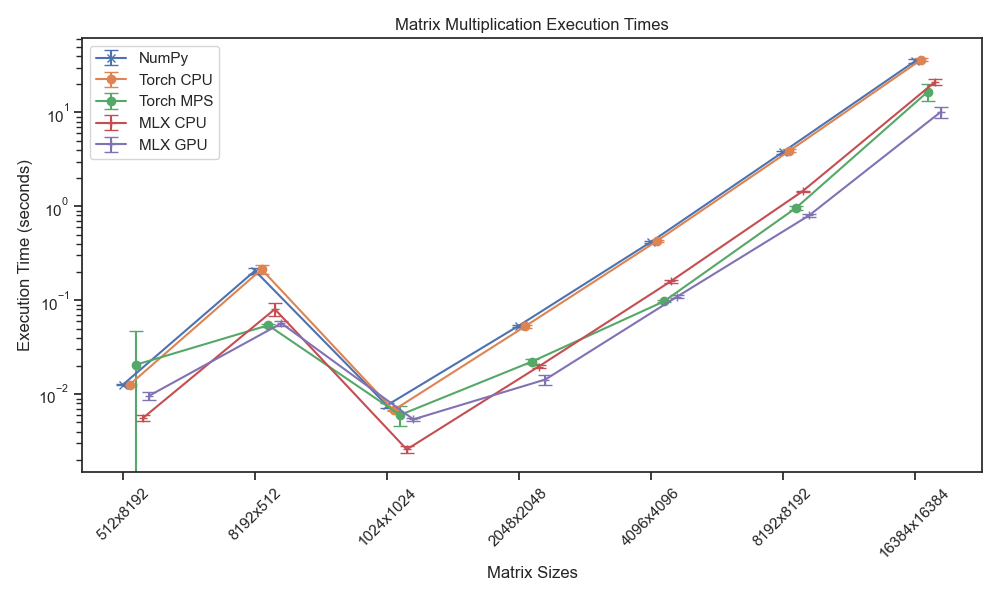 Matrix Multiplication Execution Times
NumPy
Torch CPU
Torch MPS
MLX CPU
MLX GPU
Execution Time (seconds)
10¹
10⁰
10⁻¹
10⁻²
512x8192
8192x512
1024x1024
2048x2048
4096x4096
8192x8192
16384x16384
Matrix Sizes